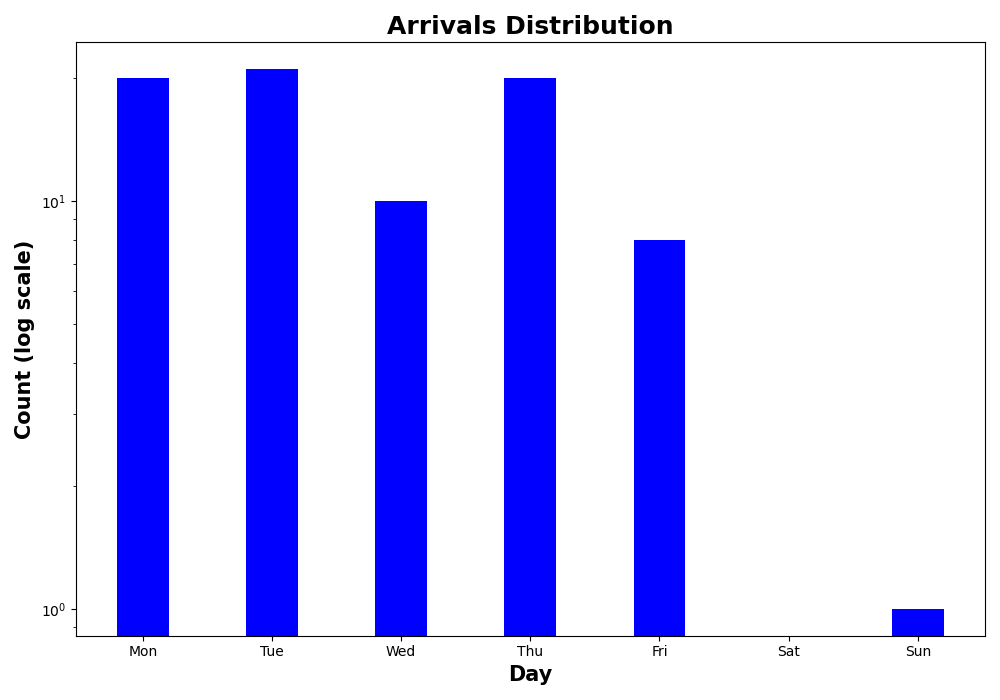 Arrivals Distribution
Count (log scale)
10¹
10⁰
Mon Tue Wed Thu Fri Sat Sun
Day